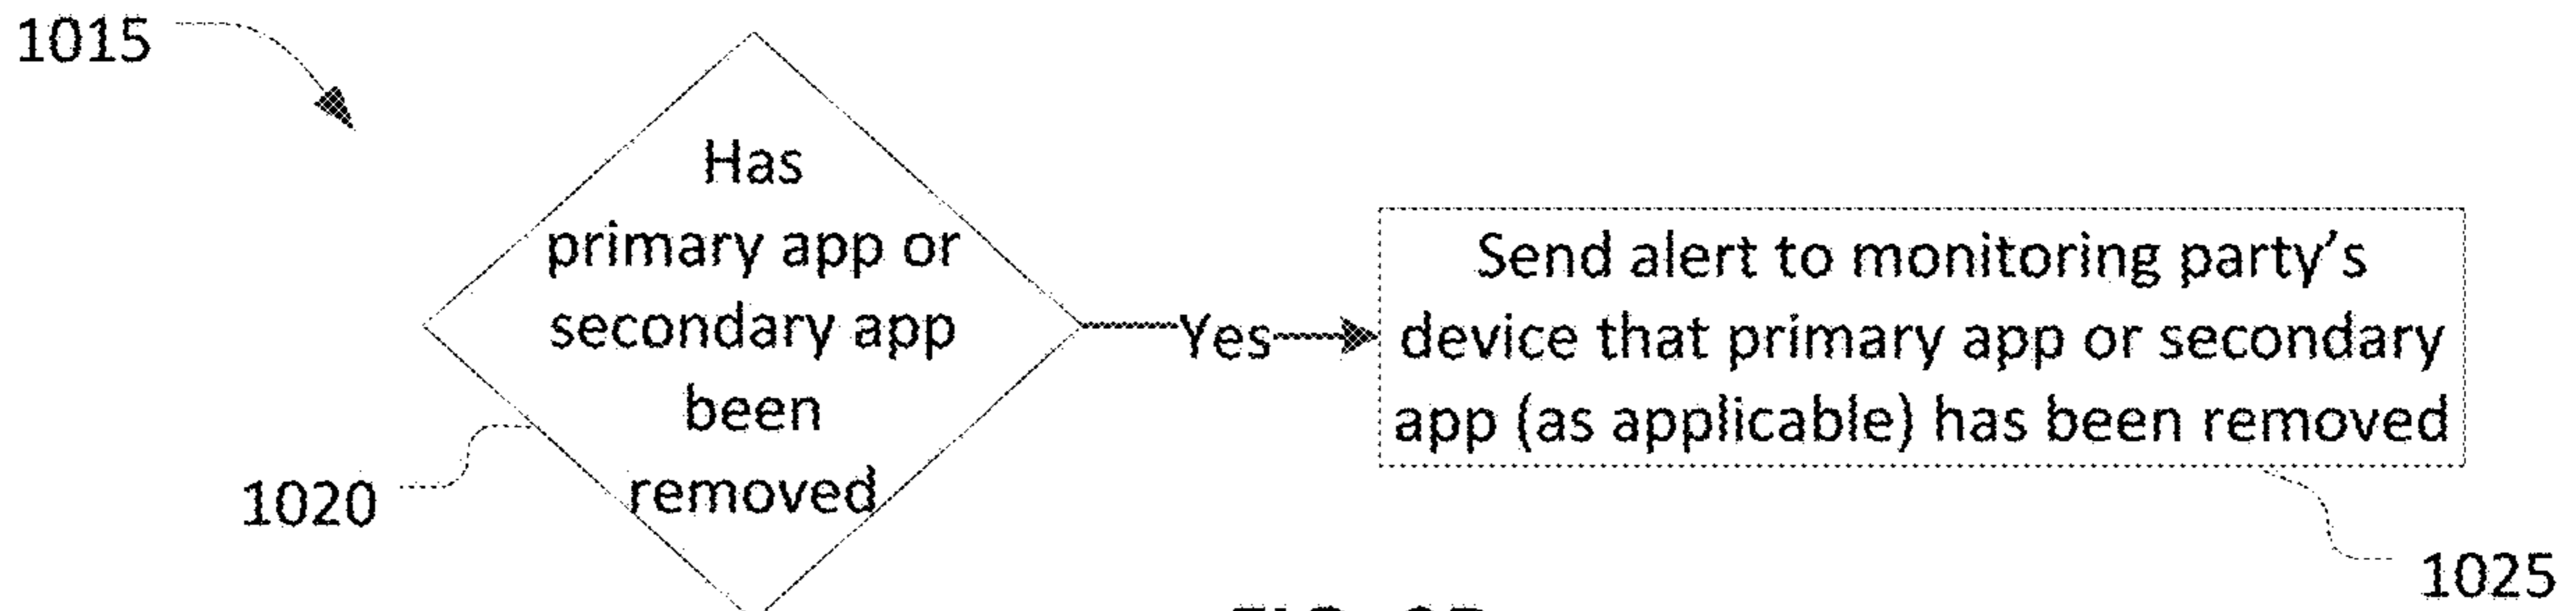 1015
Has
primary app or
secondary app
been
removed
Yes
Send alert to monitoring party's
device that primary app or secondary
app (as applicable) has been removed
1020
1025